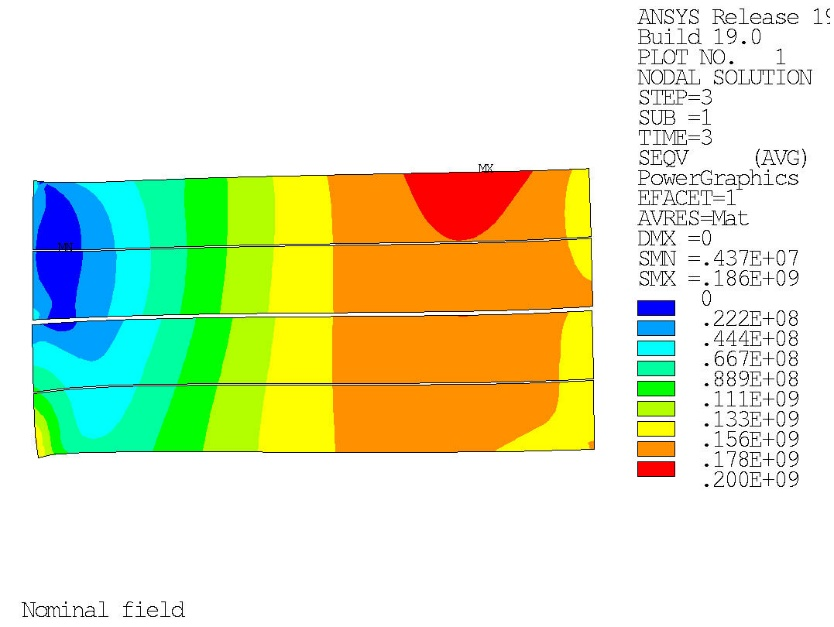 ANSYS Release 19
Build 19.0
PLOT NO. 1
NODAL SOLUTION
STEP=3
SUB =1
TIME=3
SEQV (AVG)
PowerGraphics
EFACET=1
AVRES=Mat
DMX =0
SMN =.437E+07
SMX =.186E+09
0
.222E+08
.444E+08
.667E+08
.889E+08
.111E+09
.133E+09
.156E+09
.178E+09
.200E+09
MX
MN
Nominal field